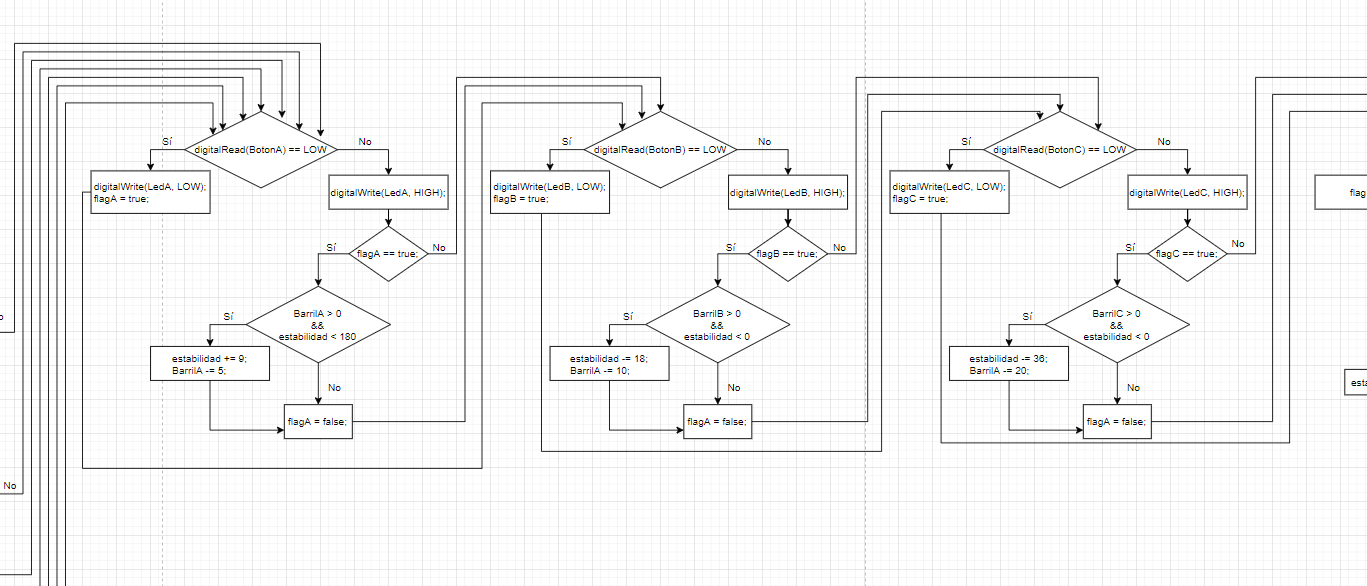 Sí
digitalRead(BotonA) == LOW
No
digitalWrite(LedA, LOW);
flagA = true;
digitalWrite(LedA, HIGH);
Sí
flagA == true;
No
BarrilA > 0
&&
estabilidad < 180
Sí
estabilidad += 9;
BarrilA -= 5;
No
flagA = false;
Sí
digitalRead(BotonB) == LOW
No
digitalWrite(LedB, LOW);
flagB = true;
digitalWrite(LedB, HIGH);
Sí
flagB == true;
No
BarrilB > 0
&&
estabilidad < 0
Sí
estabilidad -= 18;
BarrilA -= 10;
No
flagA = false;
Sí
digitalRead(BotonC) == LOW
No
digitalWrite(LedC, LOW);
flagC = true;
digitalWrite(LedC, HIGH);
Sí
flagC == true;
No
BarrilC > 0
&&
estabilidad < 0
Sí
estabilidad -= 36;
BarrilA -= 20;
No
flagA = false;
flag
esta
No